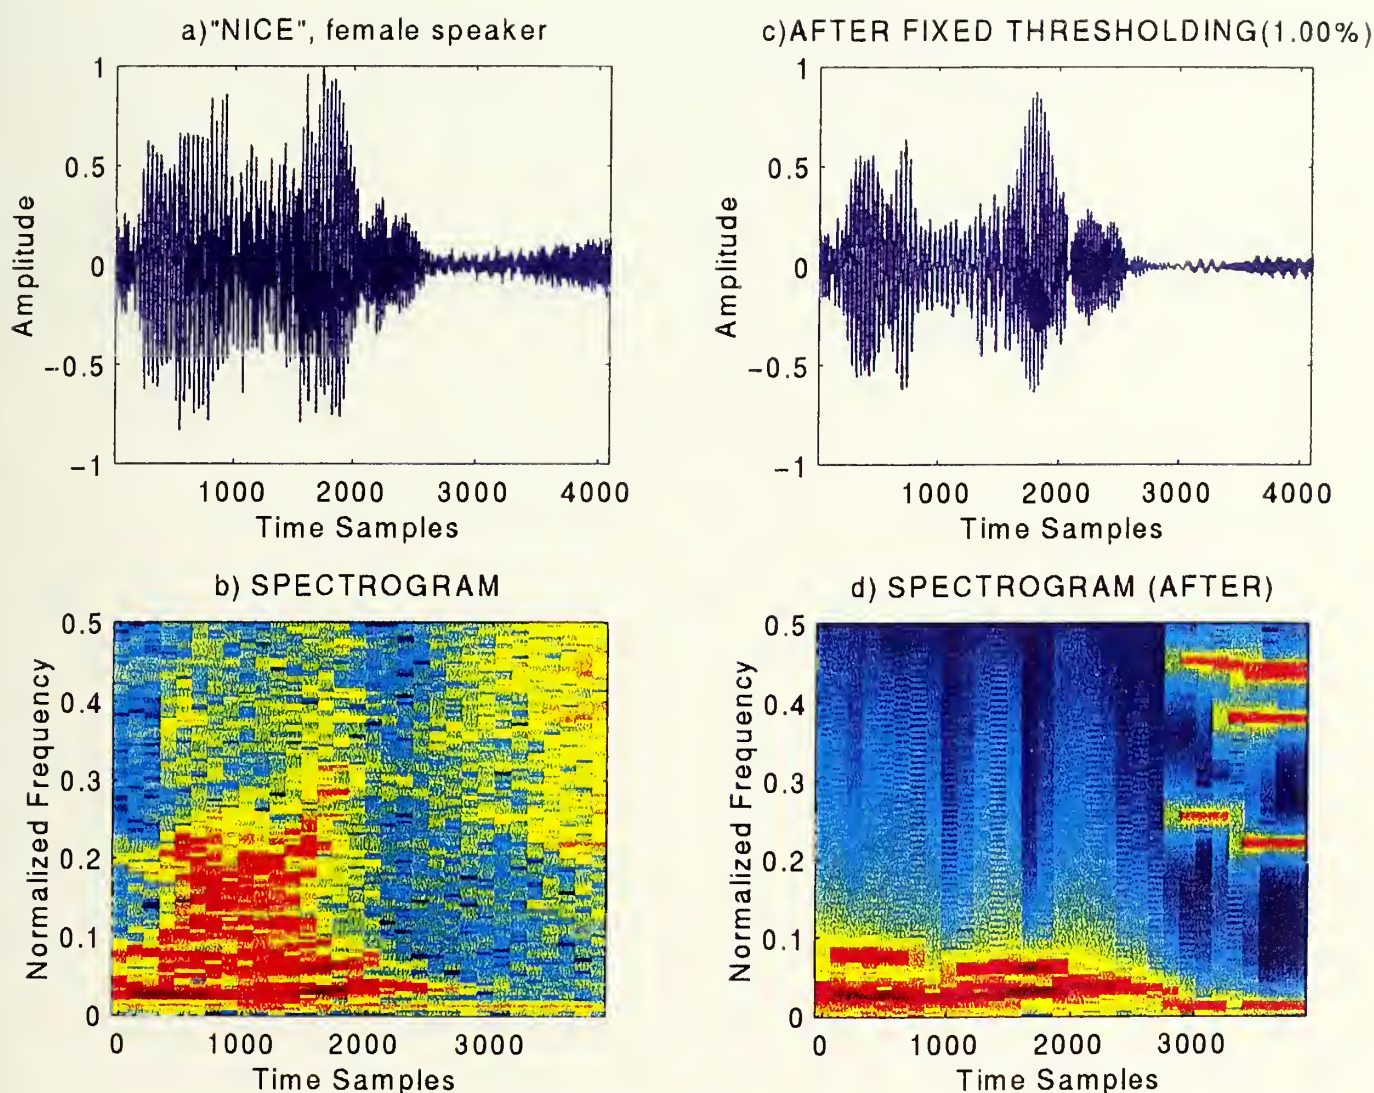 a)"NICE", female speaker
1
0.5
0
-0.5
-1
Amplitude
1000 2000 3000 4000
Time Samples
c)AFTER FIXED THRESHOLDING(1.00%)
1
0.5
0
-0.5
-1
Amplitude
1000 2000 3000 4000
Time Samples
b) SPECTROGRAM
0.5
0.4
0.3
0.2
0.1
0
Normalized Frequency
0 1000 2000 3000
Time Samples
d) SPECTROGRAM (AFTER)
0.5
0.4
0.3
0.2
0.1
0
Normalized Frequency
0 1000 2000 3000
Time Samples